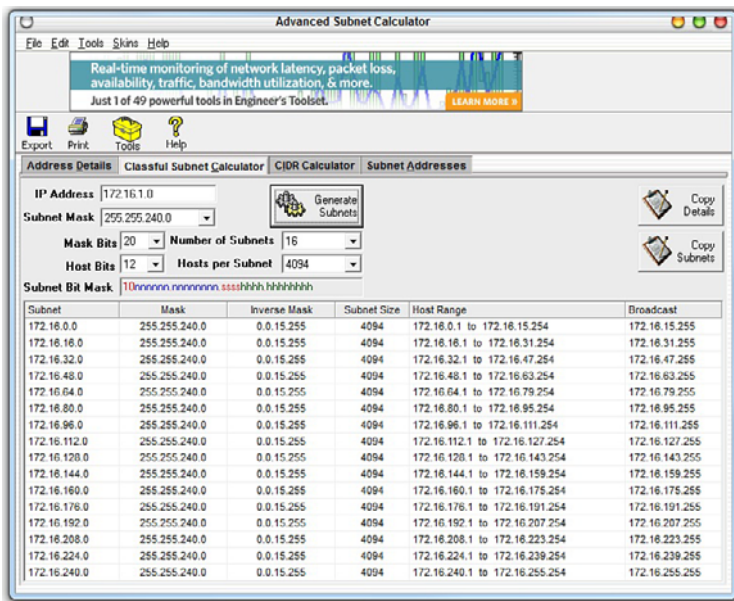 Advanced Subnet Calculator
File Edit Tools Skins Help
Real-time monitoring of network latency, packet loss,
availability, traffic, bandwidth utilization, & more.
Just 1 of 49 powerful tools in Engineer's Toolset.
LEARN MORE »
Export Print Tools Help
Address Details Classful Subnet Calculator CIDR Calculator Subnet Addresses
IP Address 172.16.1.0
Generate Subnets
Copy Details
Subnet Mask 255.255.240.0
Mask Bits 20 Number of Subnets 16
Copy Subnets
Host Bits 12 Hosts per Subnet 4094
Subnet Bit Mask 10nnnnnn.nnnnnnnn.sssshhhh.hhhhhhhh
Subnet Mask Inverse Mask Subnet Size Host Range Broadcast
172.16.0.0 255.255.240.0 0.0.15.255 4094 172.16.0.1 to 172.16.15.254 172.16.15.255
172.16.16.0 255.255.240.0 0.0.15.255 4094 172.16.16.1 to 172.16.31.254 172.16.31.255
172.16.32.0 255.255.240.0 0.0.15.255 4094 172.16.32.1 to 172.16.47.254 172.16.47.255
172.16.48.0 255.255.240.0 0.0.15.255 4094 172.16.48.1 to 172.16.63.254 172.16.63.255
172.16.64.0 255.255.240.0 0.0.15.255 4094 172.16.64.1 to 172.16.79.254 172.16.79.255
172.16.80.0 255.255.240.0 0.0.15.255 4094 172.16.80.1 to 172.16.95.254 172.16.95.255
172.16.96.0 255.255.240.0 0.0.15.255 4094 172.16.96.1 to 172.16.111.254 172.16.111.255
172.16.112.0 255.255.240.0 0.0.15.255 4094 172.16.112.1 to 172.16.127.254 172.16.127.255
172.16.128.0 255.255.240.0 0.0.15.255 4094 172.16.128.1 to 172.16.143.254 172.16.143.255
172.16.144.0 255.255.240.0 0.0.15.255 4094 172.16.144.1 to 172.16.159.254 172.16.159.255
172.16.160.0 255.255.240.0 0.0.15.255 4094 172.16.160.1 to 172.16.175.254 172.16.175.255
172.16.176.0 255.255.240.0 0.0.15.255 4094 172.16.176.1 to 172.16.191.254 172.16.191.255
172.16.192.0 255.255.240.0 0.0.15.255 4094 172.16.192.1 to 172.16.207.254 172.16.207.255
172.16.208.0 255.255.240.0 0.0.15.255 4094 172.16.208.1 to 172.16.223.254 172.16.223.255
172.16.224.0 255.255.240.0 0.0.15.255 4094 172.16.224.1 to 172.16.239.254 172.16.239.255
172.16.240.0 255.255.240.0 0.0.15.255 4094 172.16.240.1 to 172.16.255.254 172.16.255.255